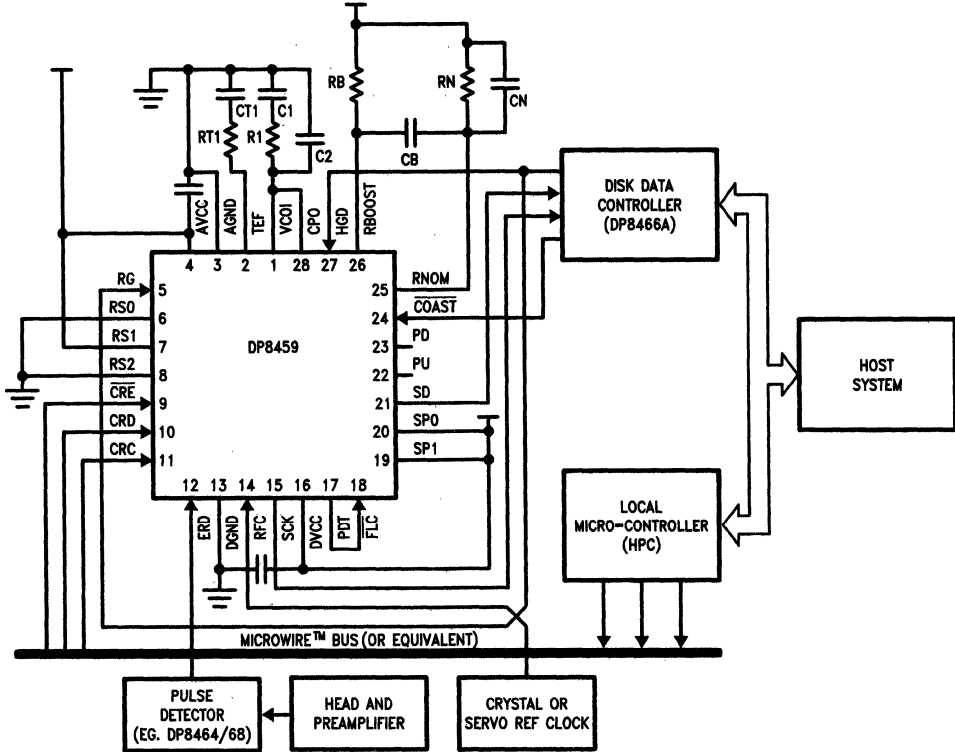 RB
RN
CN
CT1
C1
RT1
R1
C2
CB
AVCC
AGND
TEF
VCOI
CPO
HGD
RBOOST
4
3
2
1
28
27
26
DISK DATA
CONTROLLER
(DP8466A)
RG
5
25
RNOM
RS0
6
24
COAST
RS1
7
DP8459
23
PD
RS2
8
22
PU
CRE
9
21
SD
CRD
10
20
SP0
CRC
11
19
SP1
HOST
SYSTEM
12
13
14
15
16
17
18
ERD
DGND
RFC
SCK
DVCC
PDT
FLC
LOCAL
MICRO-CONTROLLER
(HPC)
MICROWIRE™ BUS (OR EQUIVALENT)
PULSE
DETECTOR
(EG. DP8464/68)
HEAD AND
PREAMPLIFIER
CRYSTAL OR
SERVO REF CLOCK